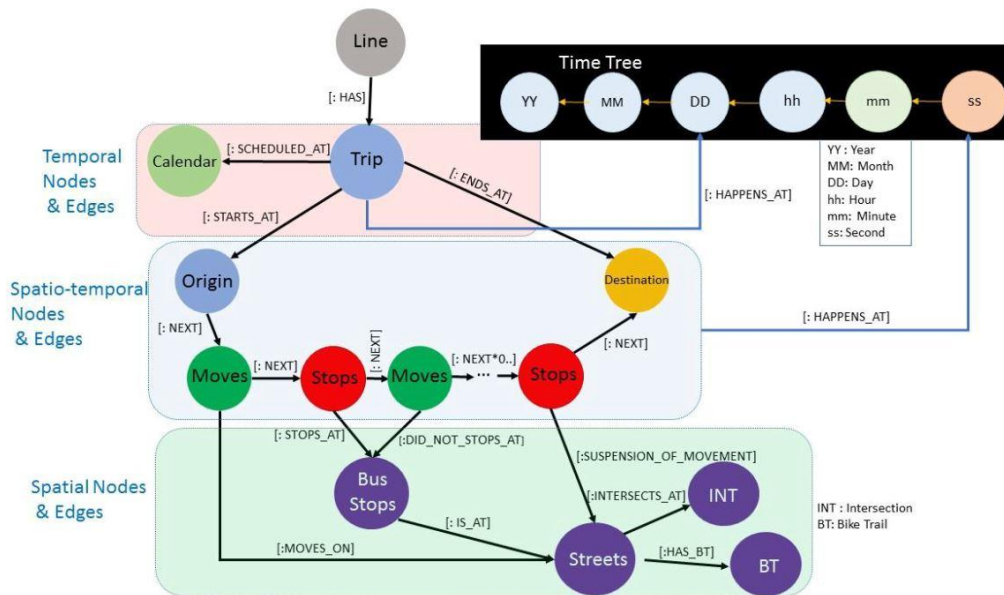 Line
Time Tree
YY
MM
DD
hh
mm
ss
[: HAS]
YY : Year
MM: Month
DD: Day
hh: Hour
mm: Minute
ss: Second
Temporal
Nodes
& Edges
Calendar
[: SCHEDULED_AT]
Trip
[: ENDS_AT]
[: HAPPENS_AT]
[: STARTS_AT]
Spatio-temporal
Nodes
& Edges
Origin
Destination
[: HAPPENS_AT]
[: NEXT]
[: NEXT]
[: NEXT]
[: NEXT*0..]
[: NEXT]
Moves
Stops
Moves
...
Stops
[: STOPS_AT]
[:DID_NOT_STOPS_AT]
Spatial Nodes
& Edges
Bus
Stops
[:SUSPENSION_OF_MOVEMENT]
[:INTERSECTS_AT]
INT
[: IS_AT]
[:MOVES_ON]
Streets
[:HAS_BT]
BT
INT : Intersection
BT: Bike Trail